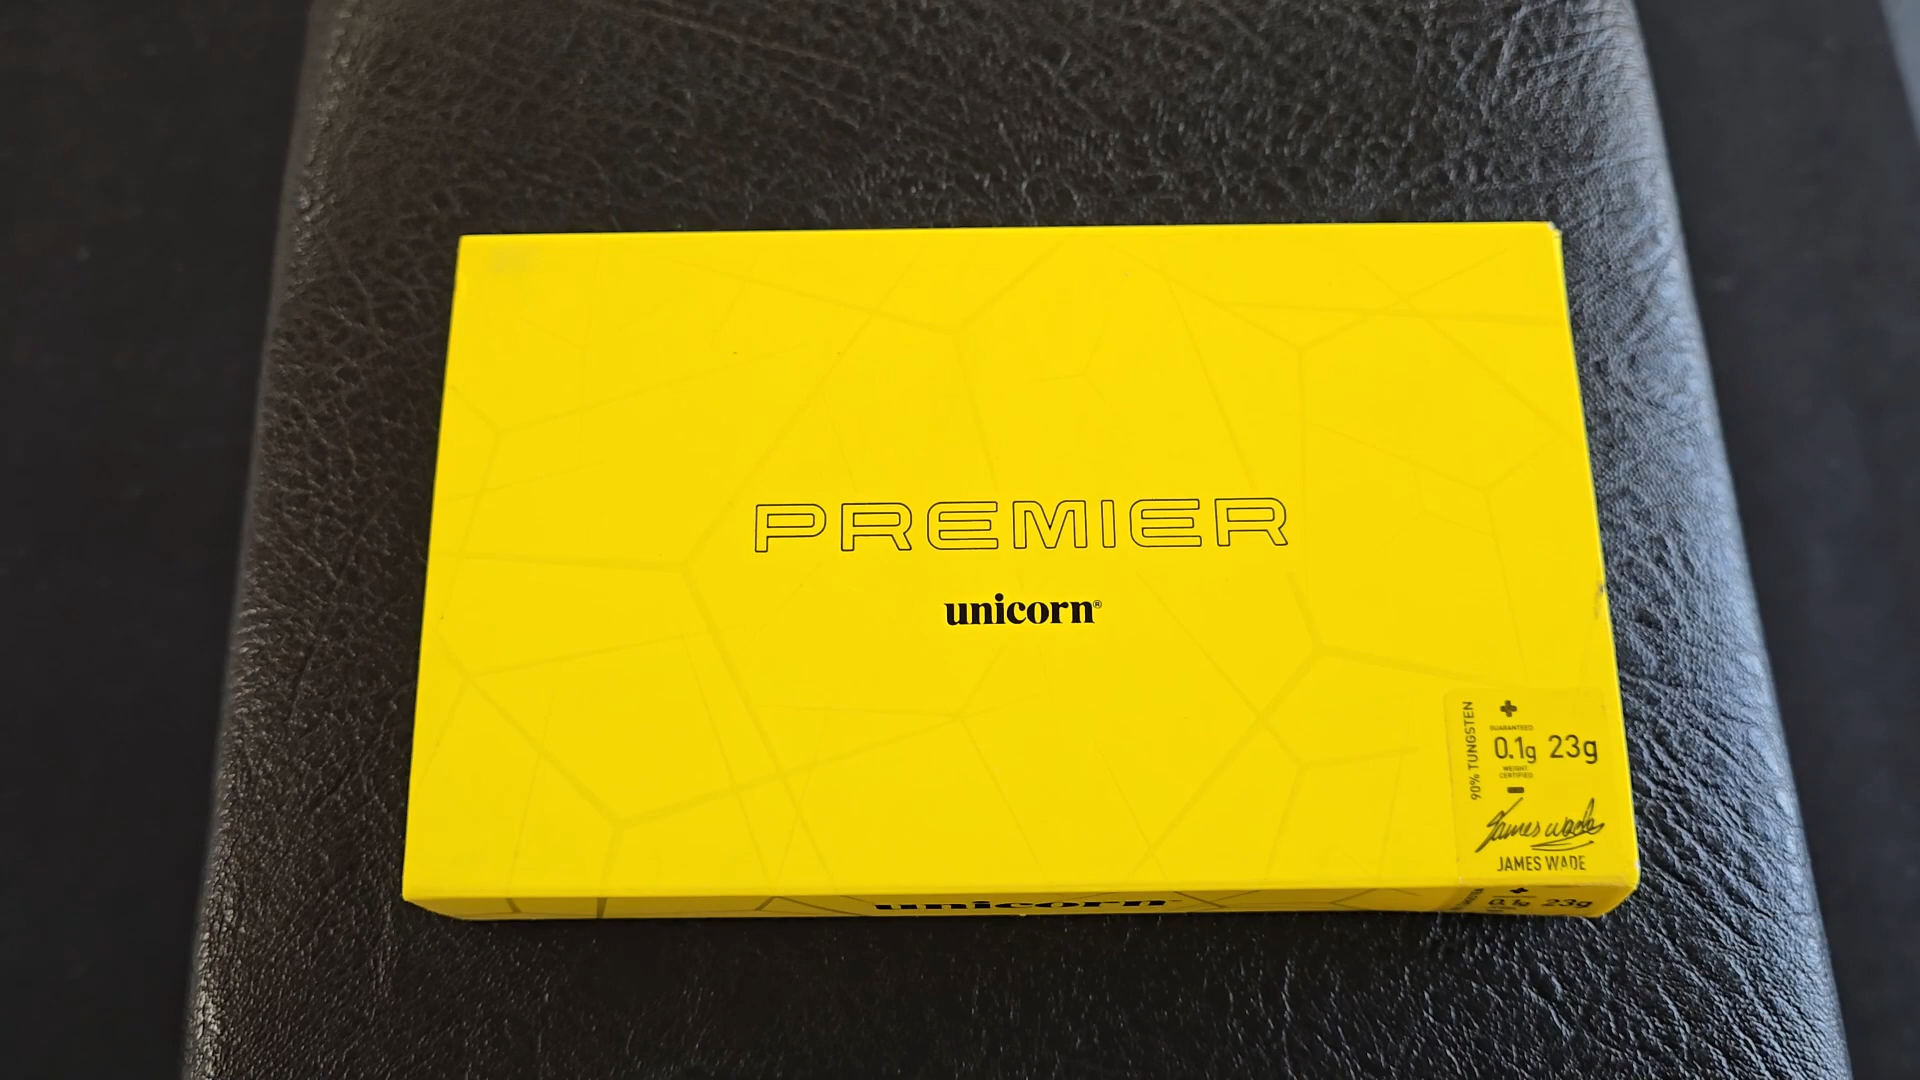 PREMIER
unicorn®
90% TUNGSTEN
GUARANTEED
0.1g 23g
WEIGHT
CERTIFIED
James Wade
JAMES WADE
unicorn
0.1g 23g